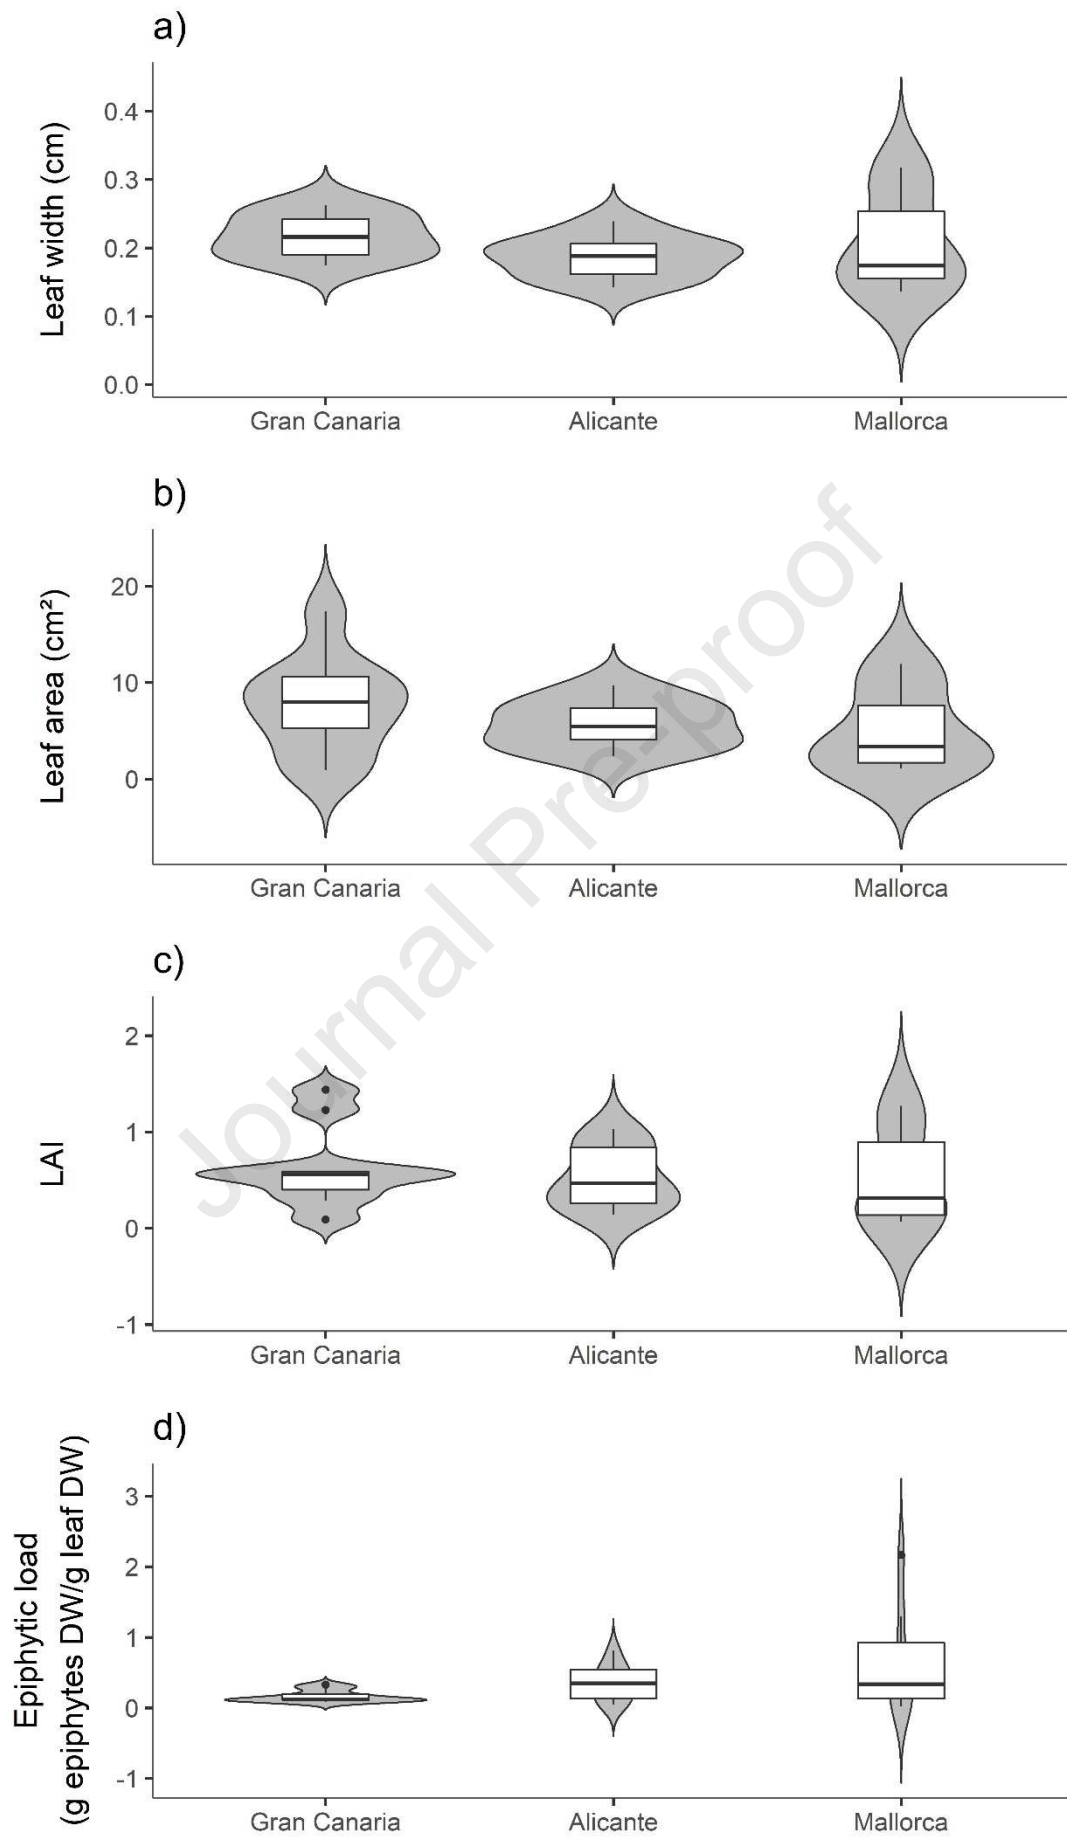 a)
Leaf width (cm)
0.4
0.3
0.2
0.1
0.0
Gran Canaria Alicante Mallorca
b)
Leaf area (cm²)
20
10
0
Gran Canaria Alicante Mallorca
c)
LAI
2
1
0
-1
Gran Canaria Alicante Mallorca
d)
Epiphytic load
(g epiphytes DW/g leaf DW)
3
2
1
0
-1
Gran Canaria Alicante Mallorca
Journal Pre-proof